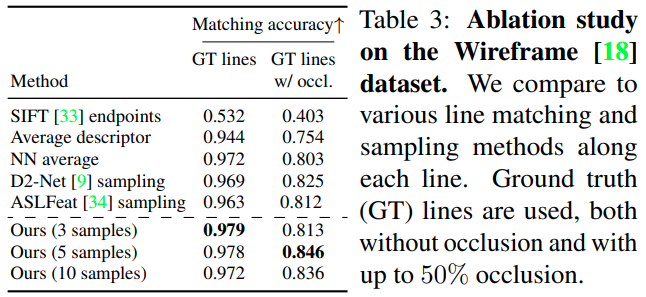 Matching accuracy↑
GT lines GT lines
Method w/ occl.
SIFT [33] endpoints 0.532 0.403
Average descriptor 0.944 0.754
NN average 0.972 0.803
D2-Net [9] sampling 0.969 0.825
ASLFeat [34] sampling 0.963 0.812
Ours (3 samples) 0.979 0.813
Ours (5 samples) 0.978 0.846
Ours (10 samples) 0.972 0.836
Table 3: Ablation study
on the Wireframe [18]
dataset. We compare to
various line matching and
sampling methods along
each line. Ground truth
(GT) lines are used, both
without occlusion and with
up to 50% occlusion.